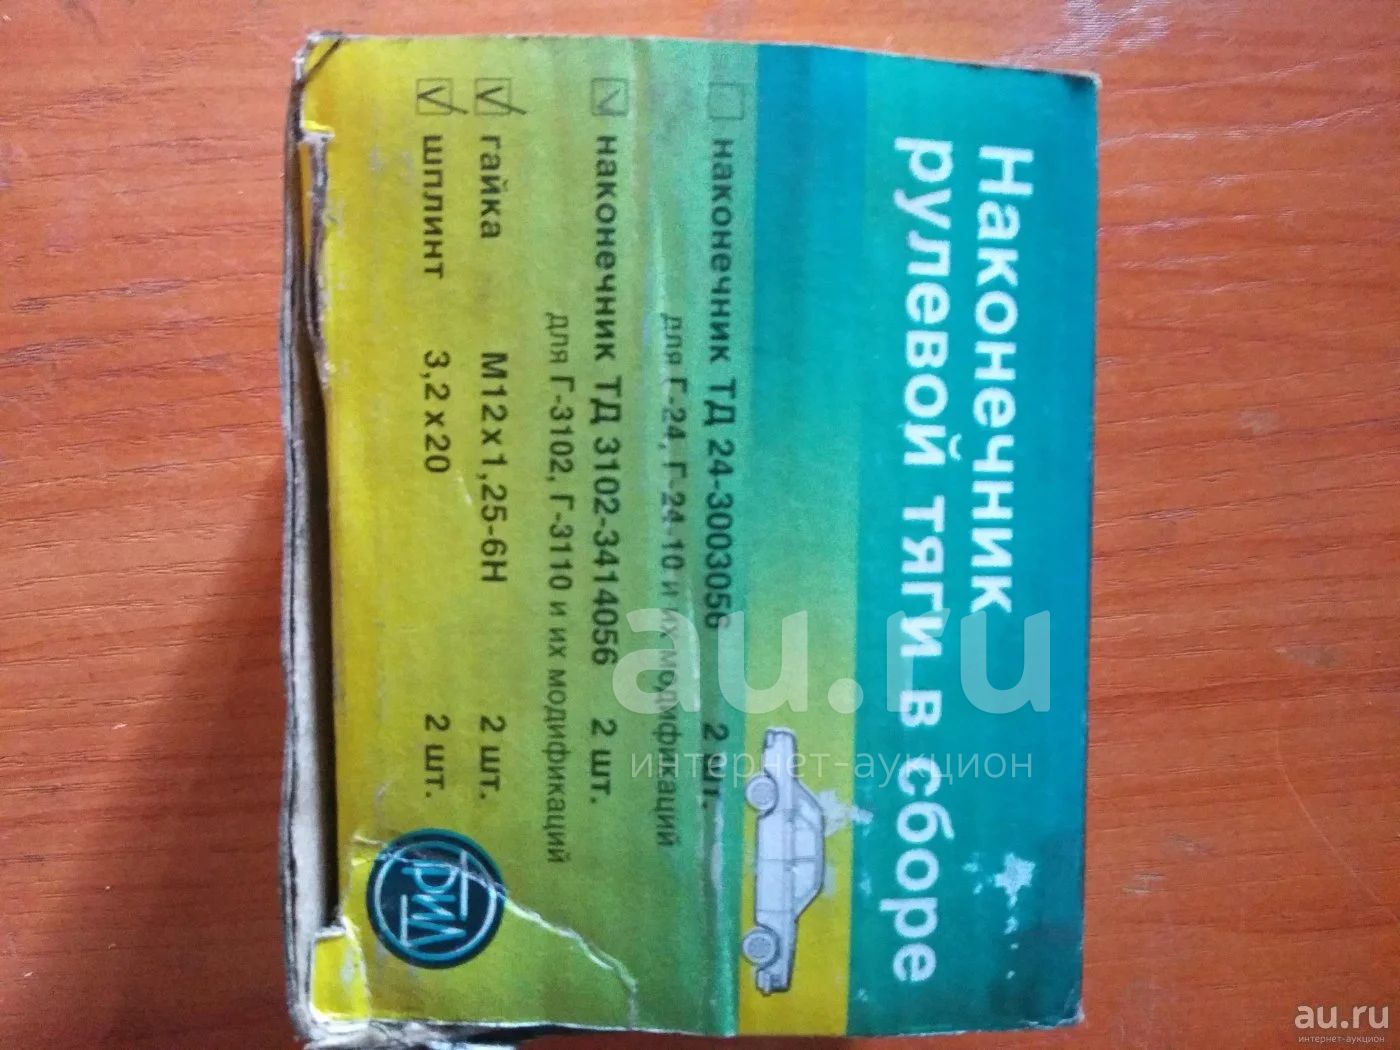 Наконечник
рулевой тяги в сборе
наконечник ТД 24-3003056 2 шт.
для Г-24, Г-24-10 и их модификаций
наконечник ТД 3102-3414056 2 шт.
для Г-3102, Г-3110 и их модификаций
гайка М12х1,25-6Н 2 шт.
шплинт 3,2х20 2 шт.
au.ru
интернет-аукцион
au.ru
интернет-аукцион